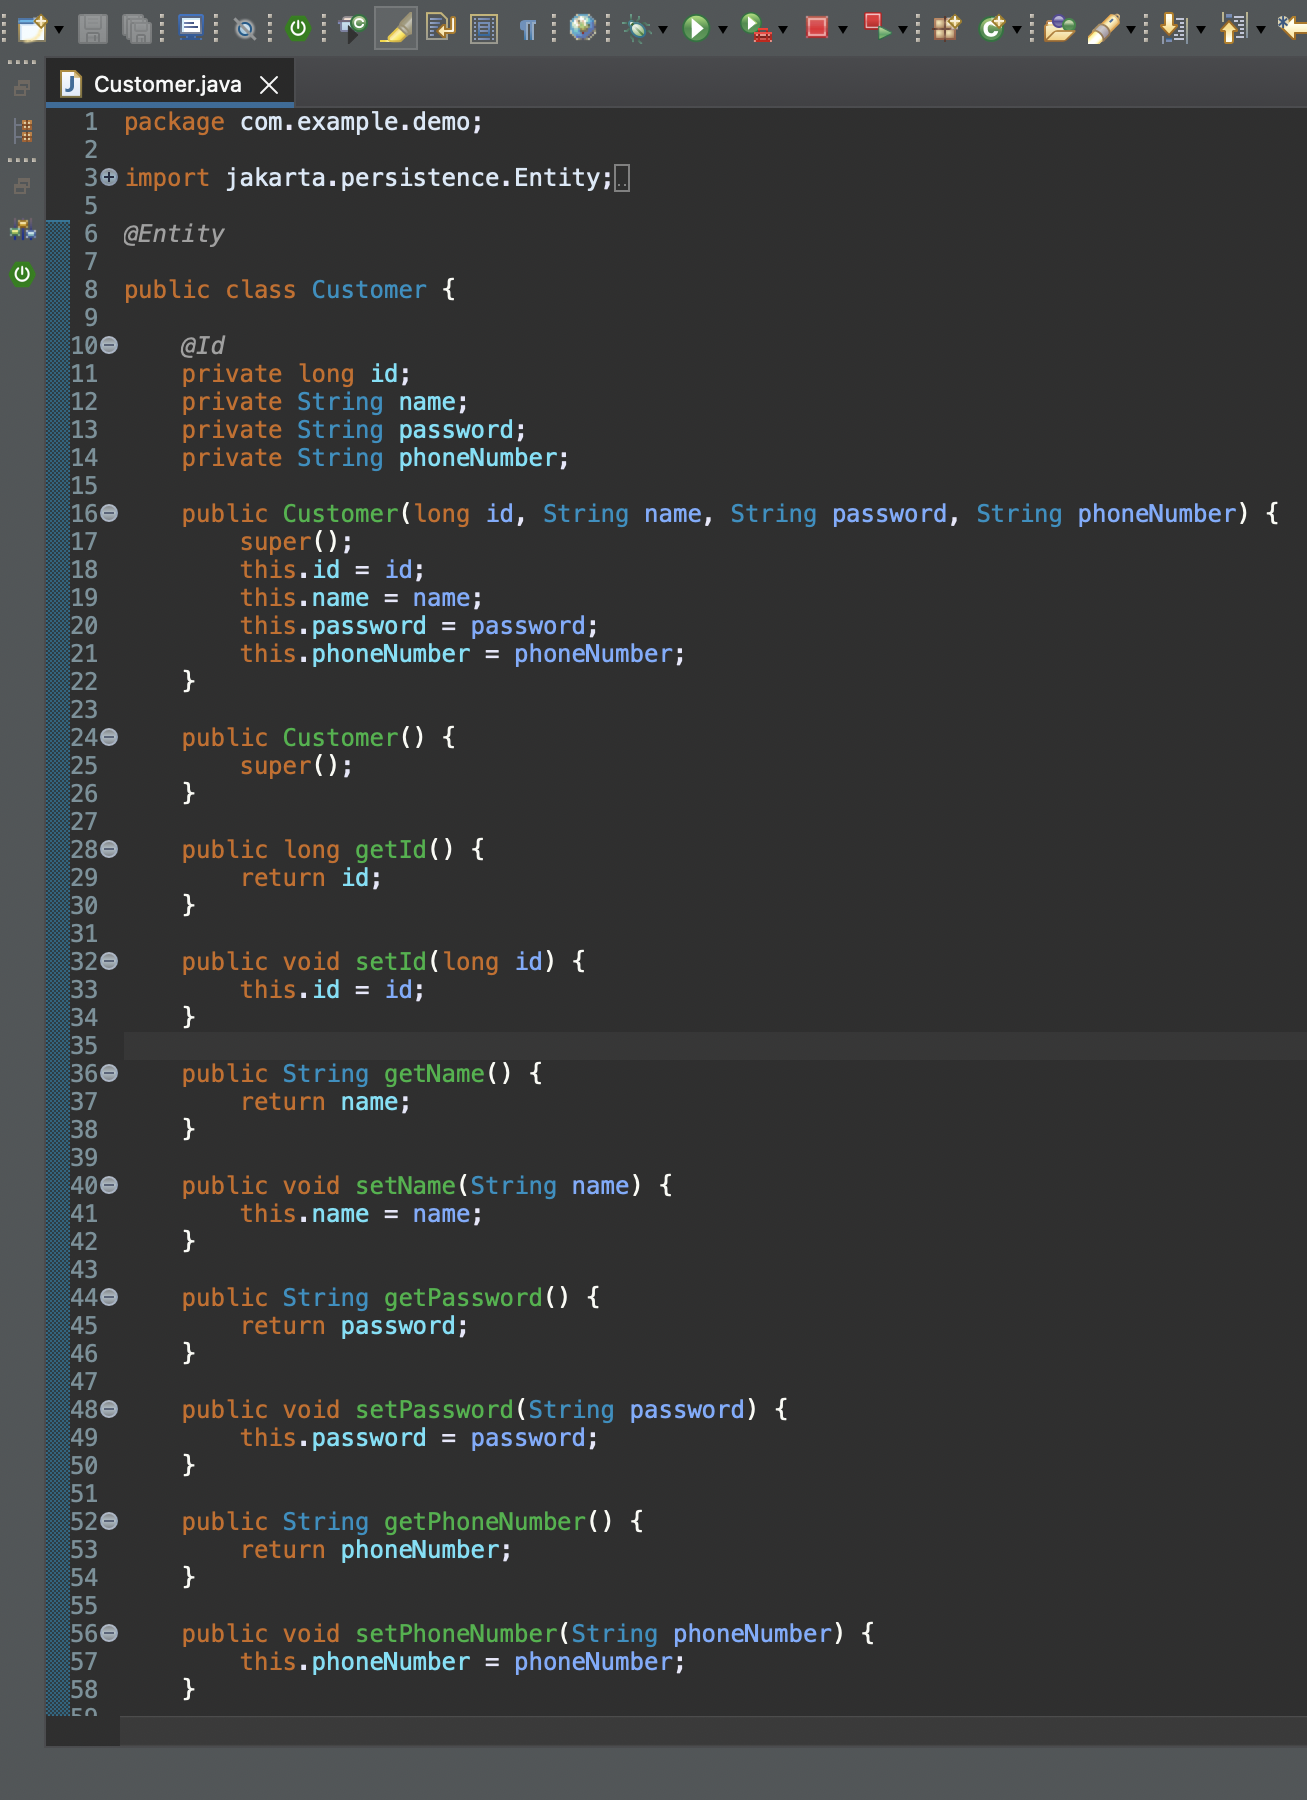 Customer.java
1 package com.example.demo;
2
3 import jakarta.persistence.Entity;
5
6 @Entity
7
8 public class Customer {
9
10     @Id
11     private long id;
12     private String name;
13     private String password;
14     private String phoneNumber;
15
16     public Customer(long id, String name, String password, String phoneNumber) {
17         super();
18         this.id = id;
19         this.name = name;
20         this.password = password;
21         this.phoneNumber = phoneNumber;
22     }
23
24     public Customer() {
25         super();
26     }
27
28     public long getId() {
29         return id;
30     }
31
32     public void setId(long id) {
33         this.id = id;
34     }
35
36     public String getName() {
37         return name;
38     }
39
40     public void setName(String name) {
41         this.name = name;
42     }
43
44     public String getPassword() {
45         return password;
46     }
47
48     public void setPassword(String password) {
49         this.password = password;
50     }
51
52     public String getPhoneNumber() {
53         return phoneNumber;
54     }
55
56     public void setPhoneNumber(String phoneNumber) {
57         this.phoneNumber = phoneNumber;
58     }
59